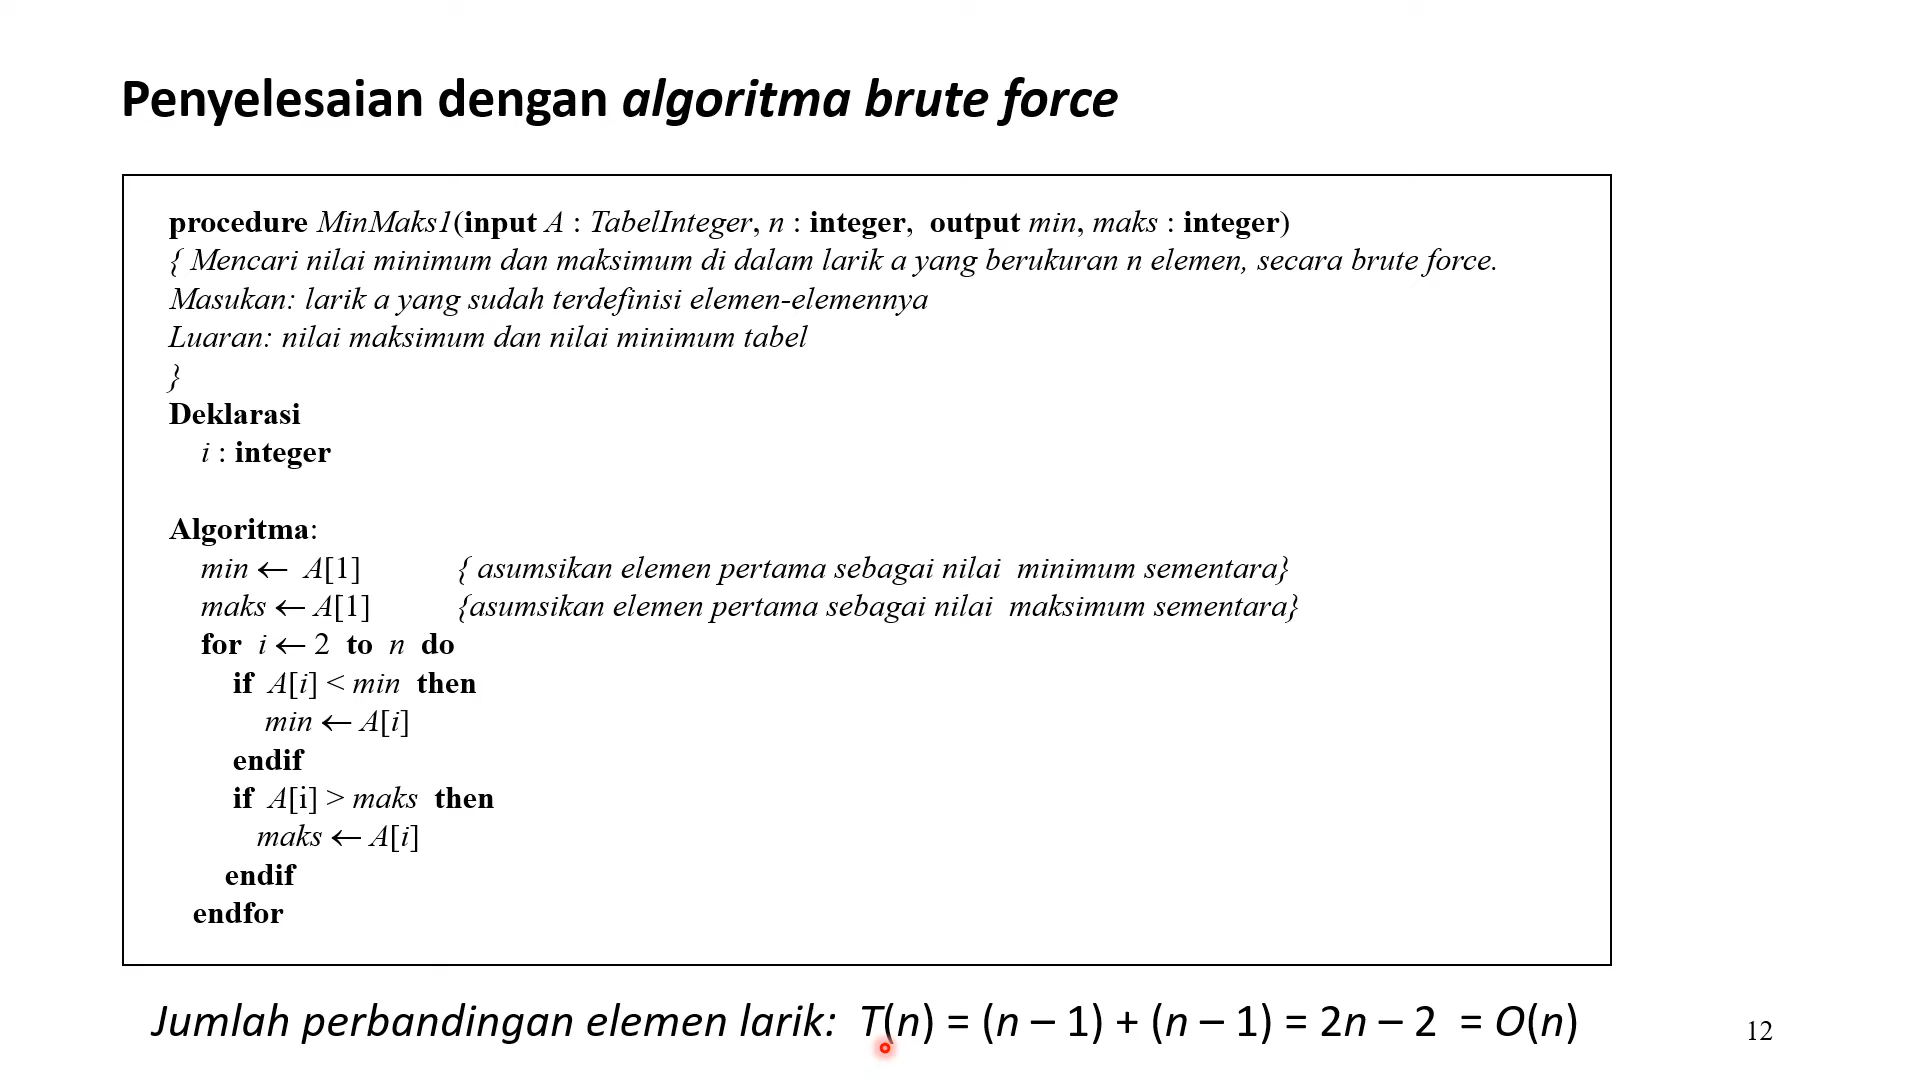 Penyelesaian dengan algoritma brute force
procedure MinMaks1(input A : TabelInteger, n : integer, output min, maks : integer)
{ Mencari nilai minimum dan maksimum di dalam larik a yang berukuran n elemen, secara brute force.
Masukan: larik a yang sudah terdefinisi elemen-elemennya
Luaran: nilai maksimum dan nilai minimum tabel
}
Deklarasi
i : integer
Algoritma:
min ← A[1] { asumsikan elemen pertama sebagai nilai minimum sementara}
maks ← A[1] {asumsikan elemen pertama sebagai nilai maksimum sementara}
for i ← 2 to n do
if A[i] < min then
min ← A[i]
endif
if A[i] > maks then
maks ← A[i]
endif
endfor
Jumlah perbandingan elemen larik: T(n) = (n – 1) + (n – 1) = 2n – 2 = O(n)
12